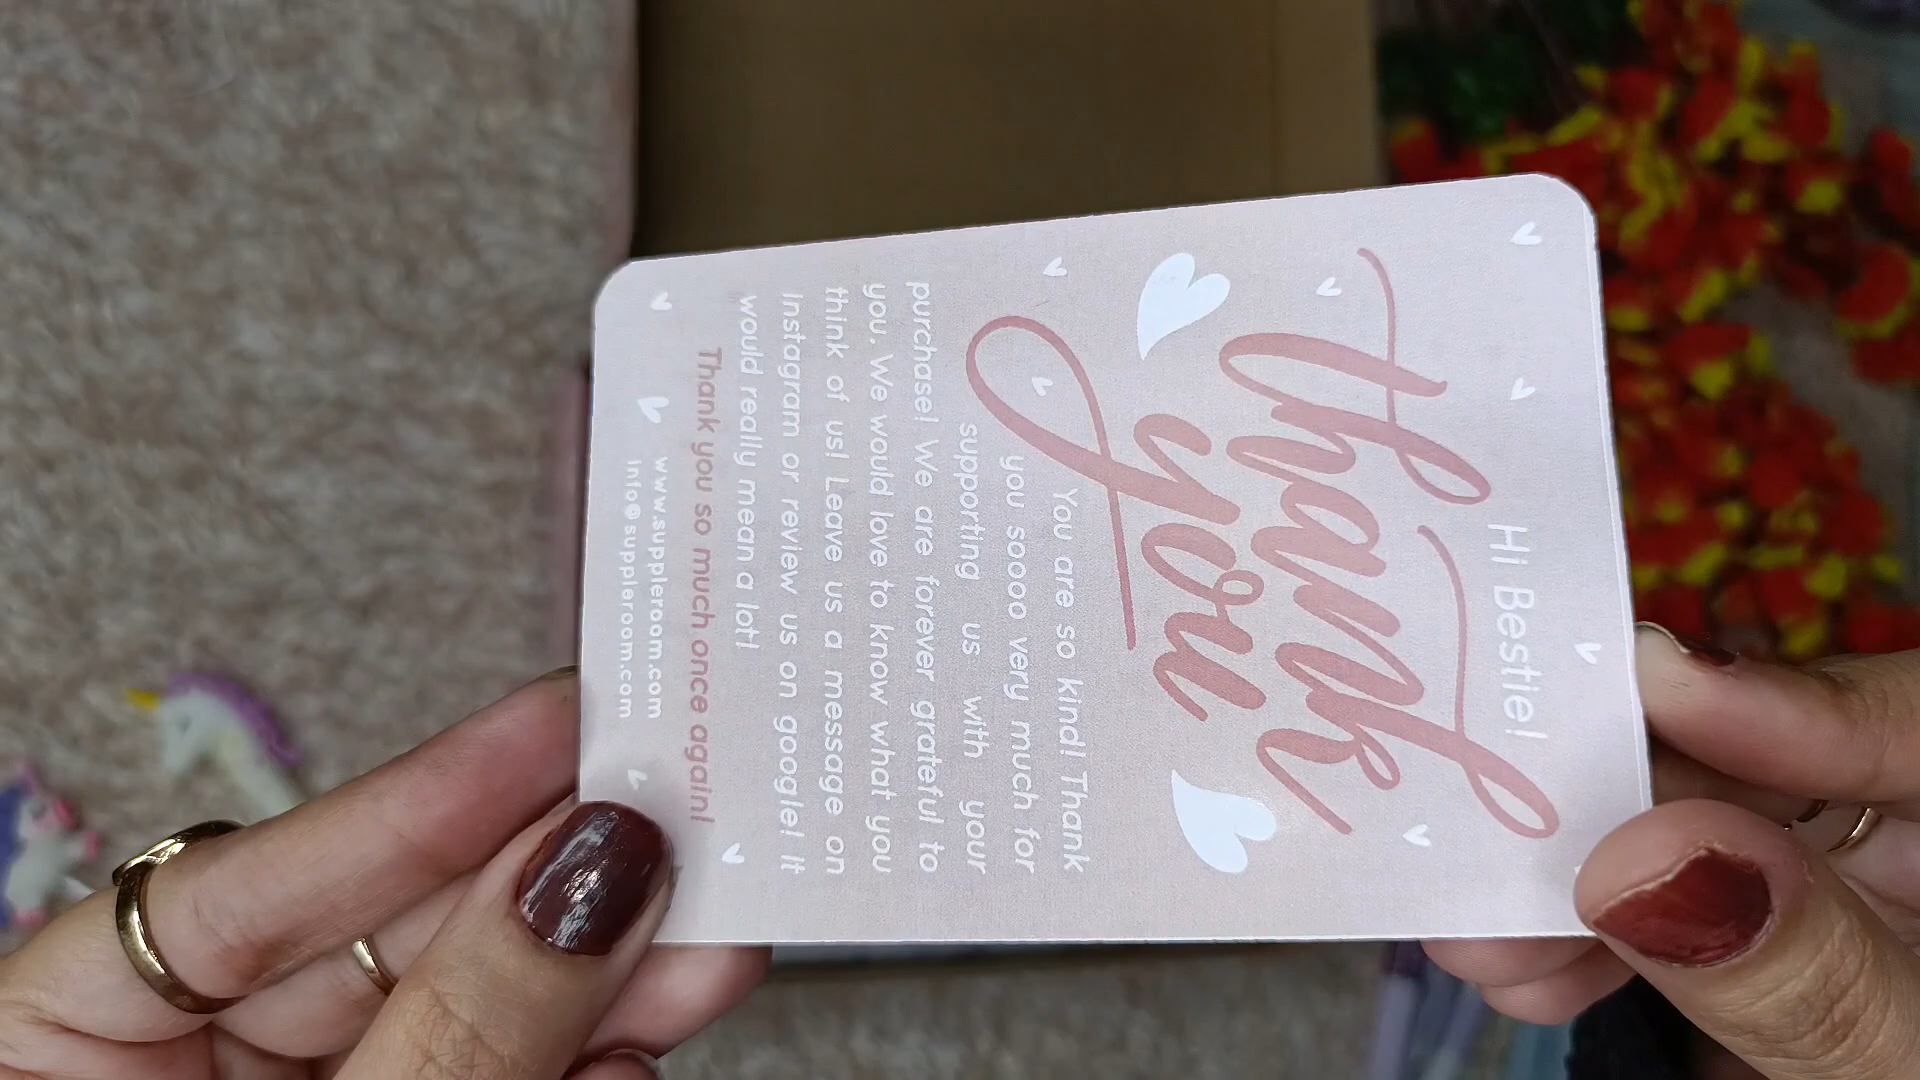 Hi Bestie!
thank
you
You are so kind! Thank
you soooo very much for
supporting us with your
purchase! We are forever grateful to
you. We would love to know what you
think of us! Leave us a message on
instagram or review us on google! It
would really mean a lot!
Thank you so much once again!
www.suppleroom.com
info@suppleroom.com